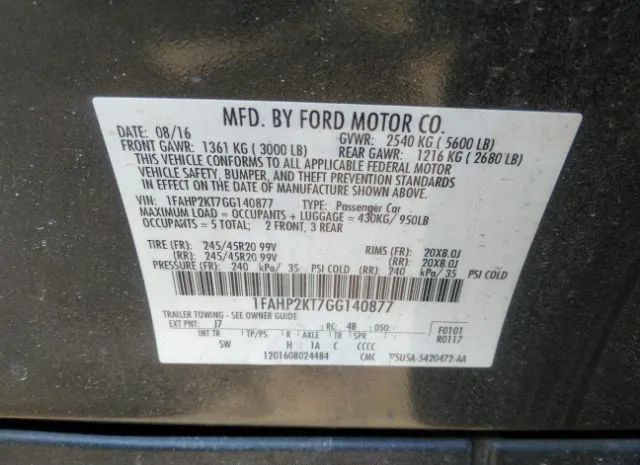 MFD. BY FORD MOTOR CO.
DATE: 08/16 GVWR: 2540 KG ( 5600 LB)
FRONT GAWR: 1361 KG ( 3000 LB) REAR GAWR: 1216 KG ( 2680 LB)
THIS VEHICLE CONFORMS TO ALL APPLICABLE FEDERAL MOTOR
VEHICLE SAFETY, BUMPER, AND THEFT PREVENTION STANDARDS
IN EFFECT ON THE DATE OF MANUFACTURE SHOWN ABOVE.
VIN: 1FAHP2KT7GG140877 TYPE: Passenger Car
MAXIMUM LOAD = OCCUPANTS + LUGGAGE = 430KG/950LB
OCCUPANTS = 5 TOTAL; 2 FRONT, 3 REAR
TIRE (FR): 245/45R20 99V RIMS (FR): 20X8.0J
(RR): 245/45R20 99V (RR): 20X8.0J
PRESSURE (FR): 240 kPa/ 35 PSI COLD (RR): 240 kPa/ 35 PSI COLD
1FAHP2KT7GG140877
TRAILER TOWING - SEE OWNER GUIDE
EXT PNT: J7 RC: 4B DSO: F0101
INT TR TP/PS R AXLE TR SPR R0117
SW H 1A C CCCC
1201608024484 CMC 5U5A-5420472-AA